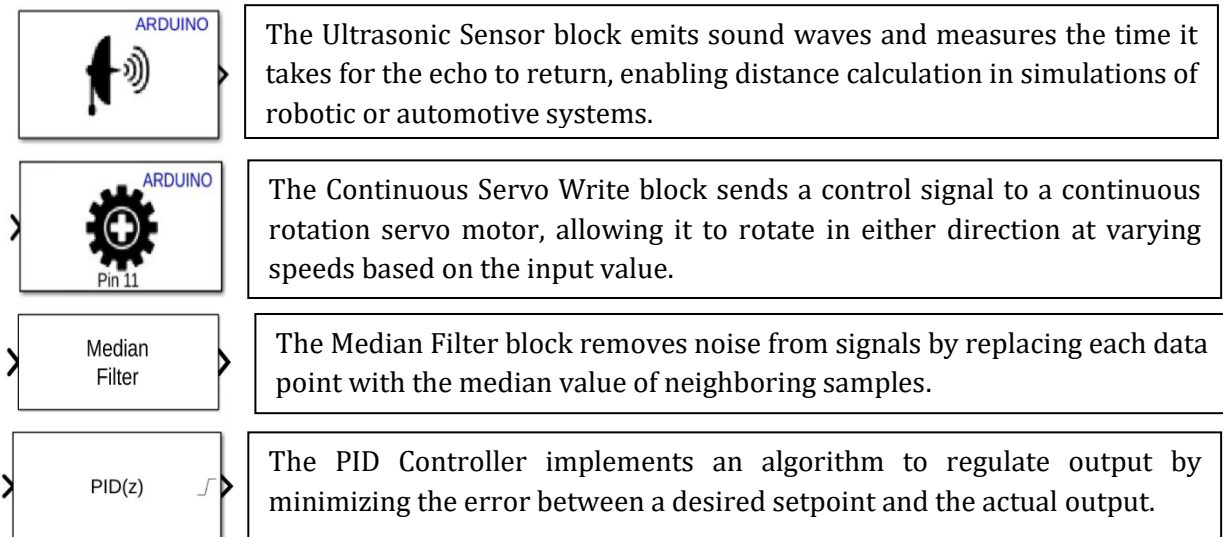 ARDUINO
The Ultrasonic Sensor block emits sound waves and measures the time it
takes for the echo to return, enabling distance calculation in simulations of
robotic or automotive systems.
ARDUINO
Pin 11
The Continuous Servo Write block sends a control signal to a continuous
rotation servo motor, allowing it to rotate in either direction at varying
speeds based on the input value.
Median
Filter
The Median Filter block removes noise from signals by replacing each data
point with the median value of neighboring samples.
PID(z)
The PID Controller implements an algorithm to regulate output by
minimizing the error between a desired setpoint and the actual output.